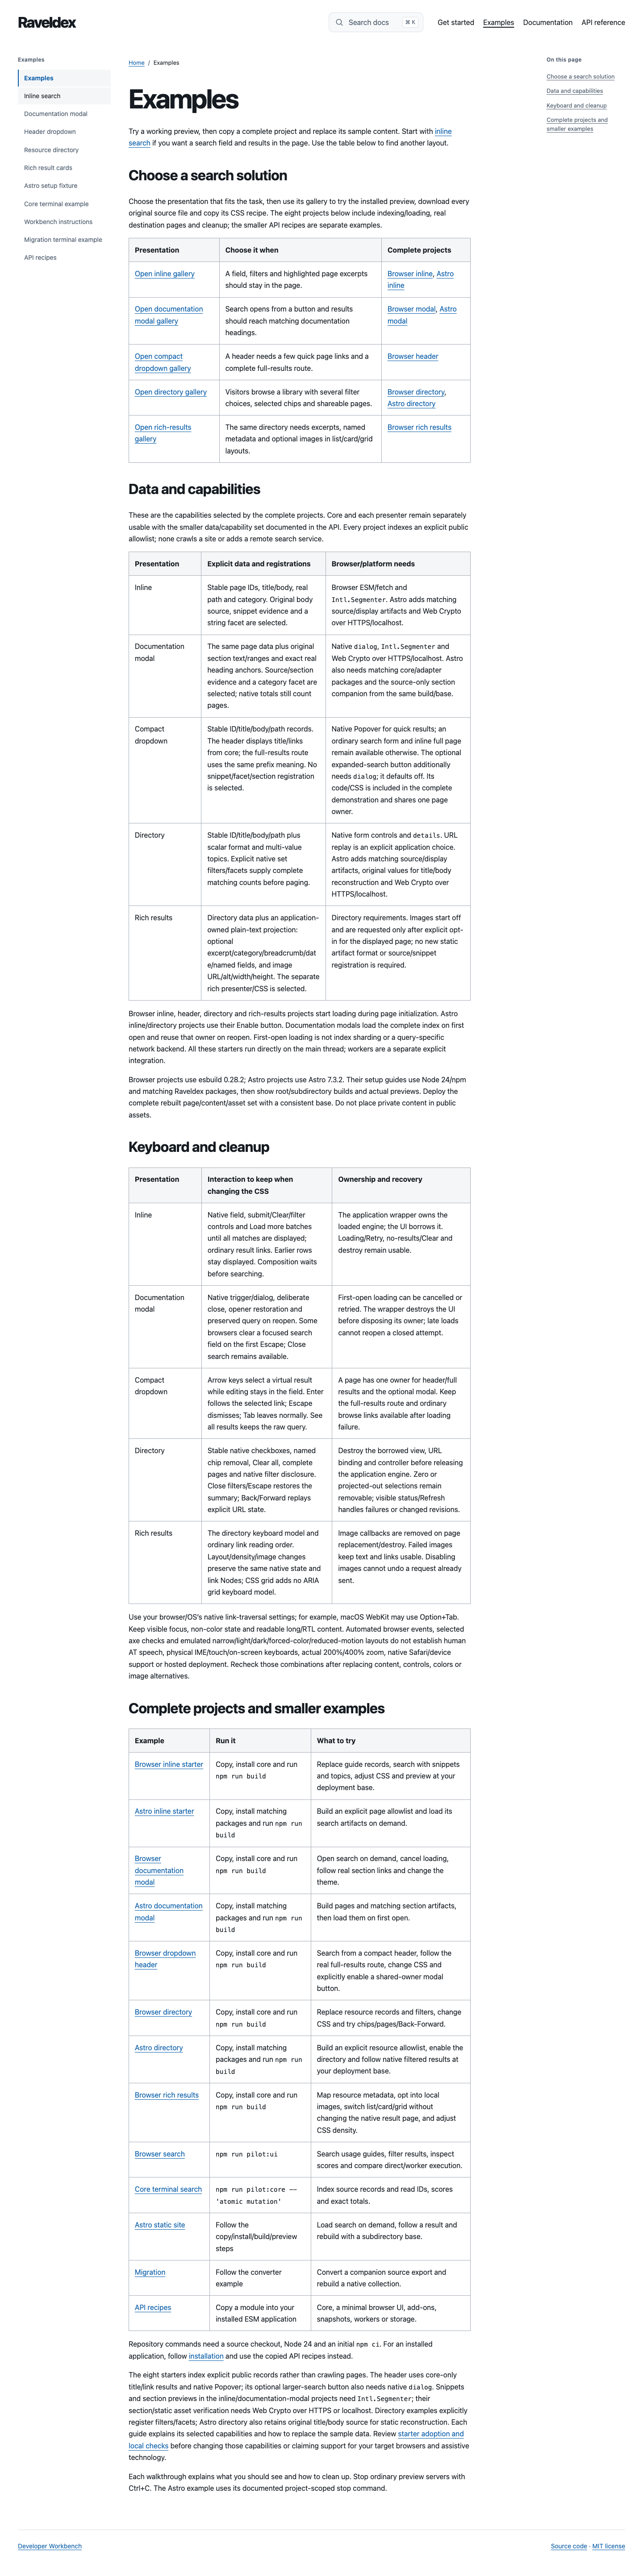 Raveldex
Search docs
⌘ K
Get started
Examples
Documentation
API reference
Examples
Examples
Inline search
Documentation modal
Header dropdown
Resource directory
Rich result cards
Astro setup fixture
Core terminal example
Workbench instructions
Migration terminal example
API recipes
Home / Examples
Examples
Try a working preview, then copy a complete project and replace its sample content. Start with inline
search if you want a search field and results in the page. Use the table below to find another layout.
Choose a search solution
Choose the presentation that fits the task, then use its gallery to try the installed preview, download every
original source file and copy its CSS recipe. The eight projects below include indexing/loading, real
destination pages and cleanup; the smaller API recipes are separate examples.
Presentation
Choose it when
Complete projects
Open inline gallery
A field, filters and highlighted page excerpts
should stay in the page.
Browser inline, Astro
inline
Open documentation
modal gallery
Search opens from a button and results
should reach matching documentation
headings.
Browser modal, Astro
modal
Open compact
dropdown gallery
A header needs a few quick page links and a
complete full-results route.
Browser header
Open directory gallery
Visitors browse a library with several filter
choices, selected chips and shareable pages.
Browser directory,
Astro directory
Open rich-results
gallery
The same directory needs excerpts, named
metadata and optional images in list/card/grid
layouts.
Browser rich results
Data and capabilities
These are the capabilities selected by the complete projects. Core and each presenter remain separately
usable with the smaller data/capability set documented in the API. Every project indexes an explicit public
allowlist; none crawls a site or adds a remote search service.
Presentation
Explicit data and registrations
Browser/platform needs
Inline
Stable page IDs, title/body, real
path and category. Original body
source, snippet evidence and a
string facet are selected.
Browser ESM/fetch and
Intl.Segmenter. Astro adds matching
source/display artifacts and Web Crypto
over HTTPS/localhost.
Documentation
modal
The same page data plus original
section text/ranges and exact real
heading anchors. Source/section
evidence and a category facet are
selected; native totals still count
pages.
Native dialog, Intl.Segmenter and
Web Crypto over HTTPS/localhost. Astro
also needs matching core/adapter
packages and the source-only section
companion from the same build/base.
Compact
dropdown
Stable ID/title/body/path records.
The header displays title/links
from core; the full-results route
uses the same prefix meaning. No
snippet/facet/section registration
is selected.
Native Popover for quick results; an
ordinary search form and inline full page
remain available otherwise. The optional
expanded-search button additionally
needs dialog; it defaults off. Its
code/CSS is included in the complete
demonstration and shares one page
owner.
Directory
Stable ID/title/body/path plus
scalar format and multi-value
topics. Explicit native set
filters/facets supply complete
matching counts before paging.
Native form controls and details. URL
replay is an explicit application choice.
Astro adds matching source/display
artifacts, original values for title/body
reconstruction and Web Crypto over
HTTPS/localhost.
Rich results
Directory data plus an application-
owned plain-text projection:
optional
excerpt/category/breadcrumb/dat
e/named fields, and image
URL/alt/width/height. The separate
rich presenter/CSS is selected.
Directory requirements. Images start off
and are requested only after explicit opt-
in for the displayed page; no new static
artifact format or source/snippet
registration is required.
Browser inline, header, directory and rich-results projects start loading during page initialization. Astro
inline/directory projects use their Enable button. Documentation modals load the complete index on first
open and reuse that owner on reopen. First-open loading is not index sharding or a query-specific
network backend. All these starters run directly on the main thread; workers are a separate explicit
integration.
Browser projects use esbuild 0.28.2; Astro projects use Astro 7.3.2. Their setup guides use Node 24/npm
and matching Raveldex packages, then show root/subdirectory builds and actual previews. Deploy the
complete rebuilt page/content/asset set with a consistent base. Do not place private content in public
assets.
Keyboard and cleanup
Presentation
Interaction to keep when
changing the CSS
Ownership and recovery
Inline
Native field, submit/Clear/filter
controls and Load more batches
until all matches are displayed;
ordinary result links. Earlier rows
stay displayed. Composition waits
before searching.
The application wrapper owns the
loaded engine; the UI borrows it.
Loading/Retry, no-results/Clear and
destroy remain usable.
Documentation
modal
Native trigger/dialog, deliberate
close, opener restoration and
preserved query on reopen. Some
browsers clear a focused search
field on the first Escape; Close
search remains available.
First-open loading can be cancelled or
retried. The wrapper destroys the UI
before disposing its owner; late loads
cannot reopen a closed attempt.
Compact
dropdown
Arrow keys select a virtual result
while editing stays in the field. Enter
follows the selected link; Escape
dismisses; Tab leaves normally. See
all results keeps the raw query.
A page has one owner for header/full
results and the optional modal. Keep
the full-results route and ordinary
browse links available after loading
failure.
Directory
Stable native checkboxes, named
chip removal, Clear all, complete
pages and native filter disclosure.
Close filters/Escape restores the
summary; Back/Forward replays
explicit URL state.
Destroy the borrowed view, URL
binding and controller before releasing
the application engine. Zero or
projected-out selections remain
removable; visible status/Refresh
handles failures or changed revisions.
Rich results
The directory keyboard model and
ordinary link reading order.
Layout/density/image changes
preserve the same native state and
link Nodes; CSS grid adds no ARIA
grid keyboard model.
Image callbacks are removed on page
replacement/destroy. Failed images
keep text and links usable. Disabling
images cannot undo a request already
sent.
Use your browser/OS's native link-traversal settings; for example, macOS WebKit may use Option+Tab.
Keep visible focus, non-color state and readable long/RTL content. Automated browser events, selected
axe checks and emulated narrow/light/dark/forced-color/reduced-motion layouts do not establish human
AT speech, physical IME/touch/on-screen keyboards, actual 200%/400% zoom, native Safari/device
support or hosted deployment. Recheck those combinations after replacing content, controls, colors or
image alternatives.
Complete projects and smaller examples
Example
Run it
What to try
Browser inline starter
Copy, install core and run
npm run build
Replace guide records, search with snippets
and topics, adjust CSS and preview at your
deployment base.
Astro inline starter
Copy, install matching
packages and run npm run
build
Build an explicit page allowlist and load its
search artifacts on demand.
Browser
documentation
modal
Copy, install core and run
npm run build
Open search on demand, cancel loading,
follow real section links and change the
theme.
Astro documentation
modal
Copy, install matching
packages and run npm run
build
Build pages and matching section artifacts,
then load them on first open.
Browser dropdown
header
Copy, install core and run
npm run build
Search from a compact header, follow the
real full-results route, change CSS and
explicitly enable a shared-owner modal
button.
Browser directory
Copy, install core and run
npm run build
Replace resource records and filters, change
CSS and try chips/pages/Back-Forward.
Astro directory
Copy, install matching
packages and run npm run
build
Build an explicit resource allowlist, enable the
directory and follow native filtered results at
your deployment base.
Browser rich results
Copy, install core and run
npm run build
Map resource metadata, opt into local
images, switch list/card/grid without
changing the native result page, and adjust
CSS density.
Browser search
npm run pilot:ui
Search usage guides, filter results, inspect
scores and compare direct/worker execution.
Core terminal search
npm run pilot:core --
'atomic mutation'
Index source records and read IDs, scores
and exact totals.
Astro static site
Follow the
copy/install/build/preview
steps
Load search on demand, follow a result and
rebuild with a subdirectory base.
Migration
Follow the converter
example
Convert a companion source export and
rebuild a native collection.
API recipes
Copy a module into your
installed ESM application
Core, a minimal browser UI, add-ons,
snapshots, workers or storage.
Repository commands need a source checkout, Node 24 and an initial npm ci. For an installed
application, follow installation and use the copied API recipes instead.
The eight starters index explicit public records rather than crawling pages. The header uses core-only
title/link results and native Popover; its optional larger-search button also needs native dialog. Snippets
and section previews in the inline/documentation-modal projects need Intl.Segmenter; their
section/static asset verification needs Web Crypto over HTTPS or localhost. Directory examples explicitly
register filters/facets; Astro directory also retains original title/body source for static reconstruction. Each
guide explains its selected capabilities and how to replace the sample data. Review starter adoption and
local checks before changing those capabilities or claiming support for your target browsers and assistive
technology.
Each walkthrough explains what you should see and how to clean up. Stop ordinary preview servers with
Ctrl+C. The Astro example uses its documented project-scoped stop command.
On this page
Choose a search solution
Data and capabilities
Keyboard and cleanup
Complete projects and
smaller examples
Developer Workbench
Source code · MIT license